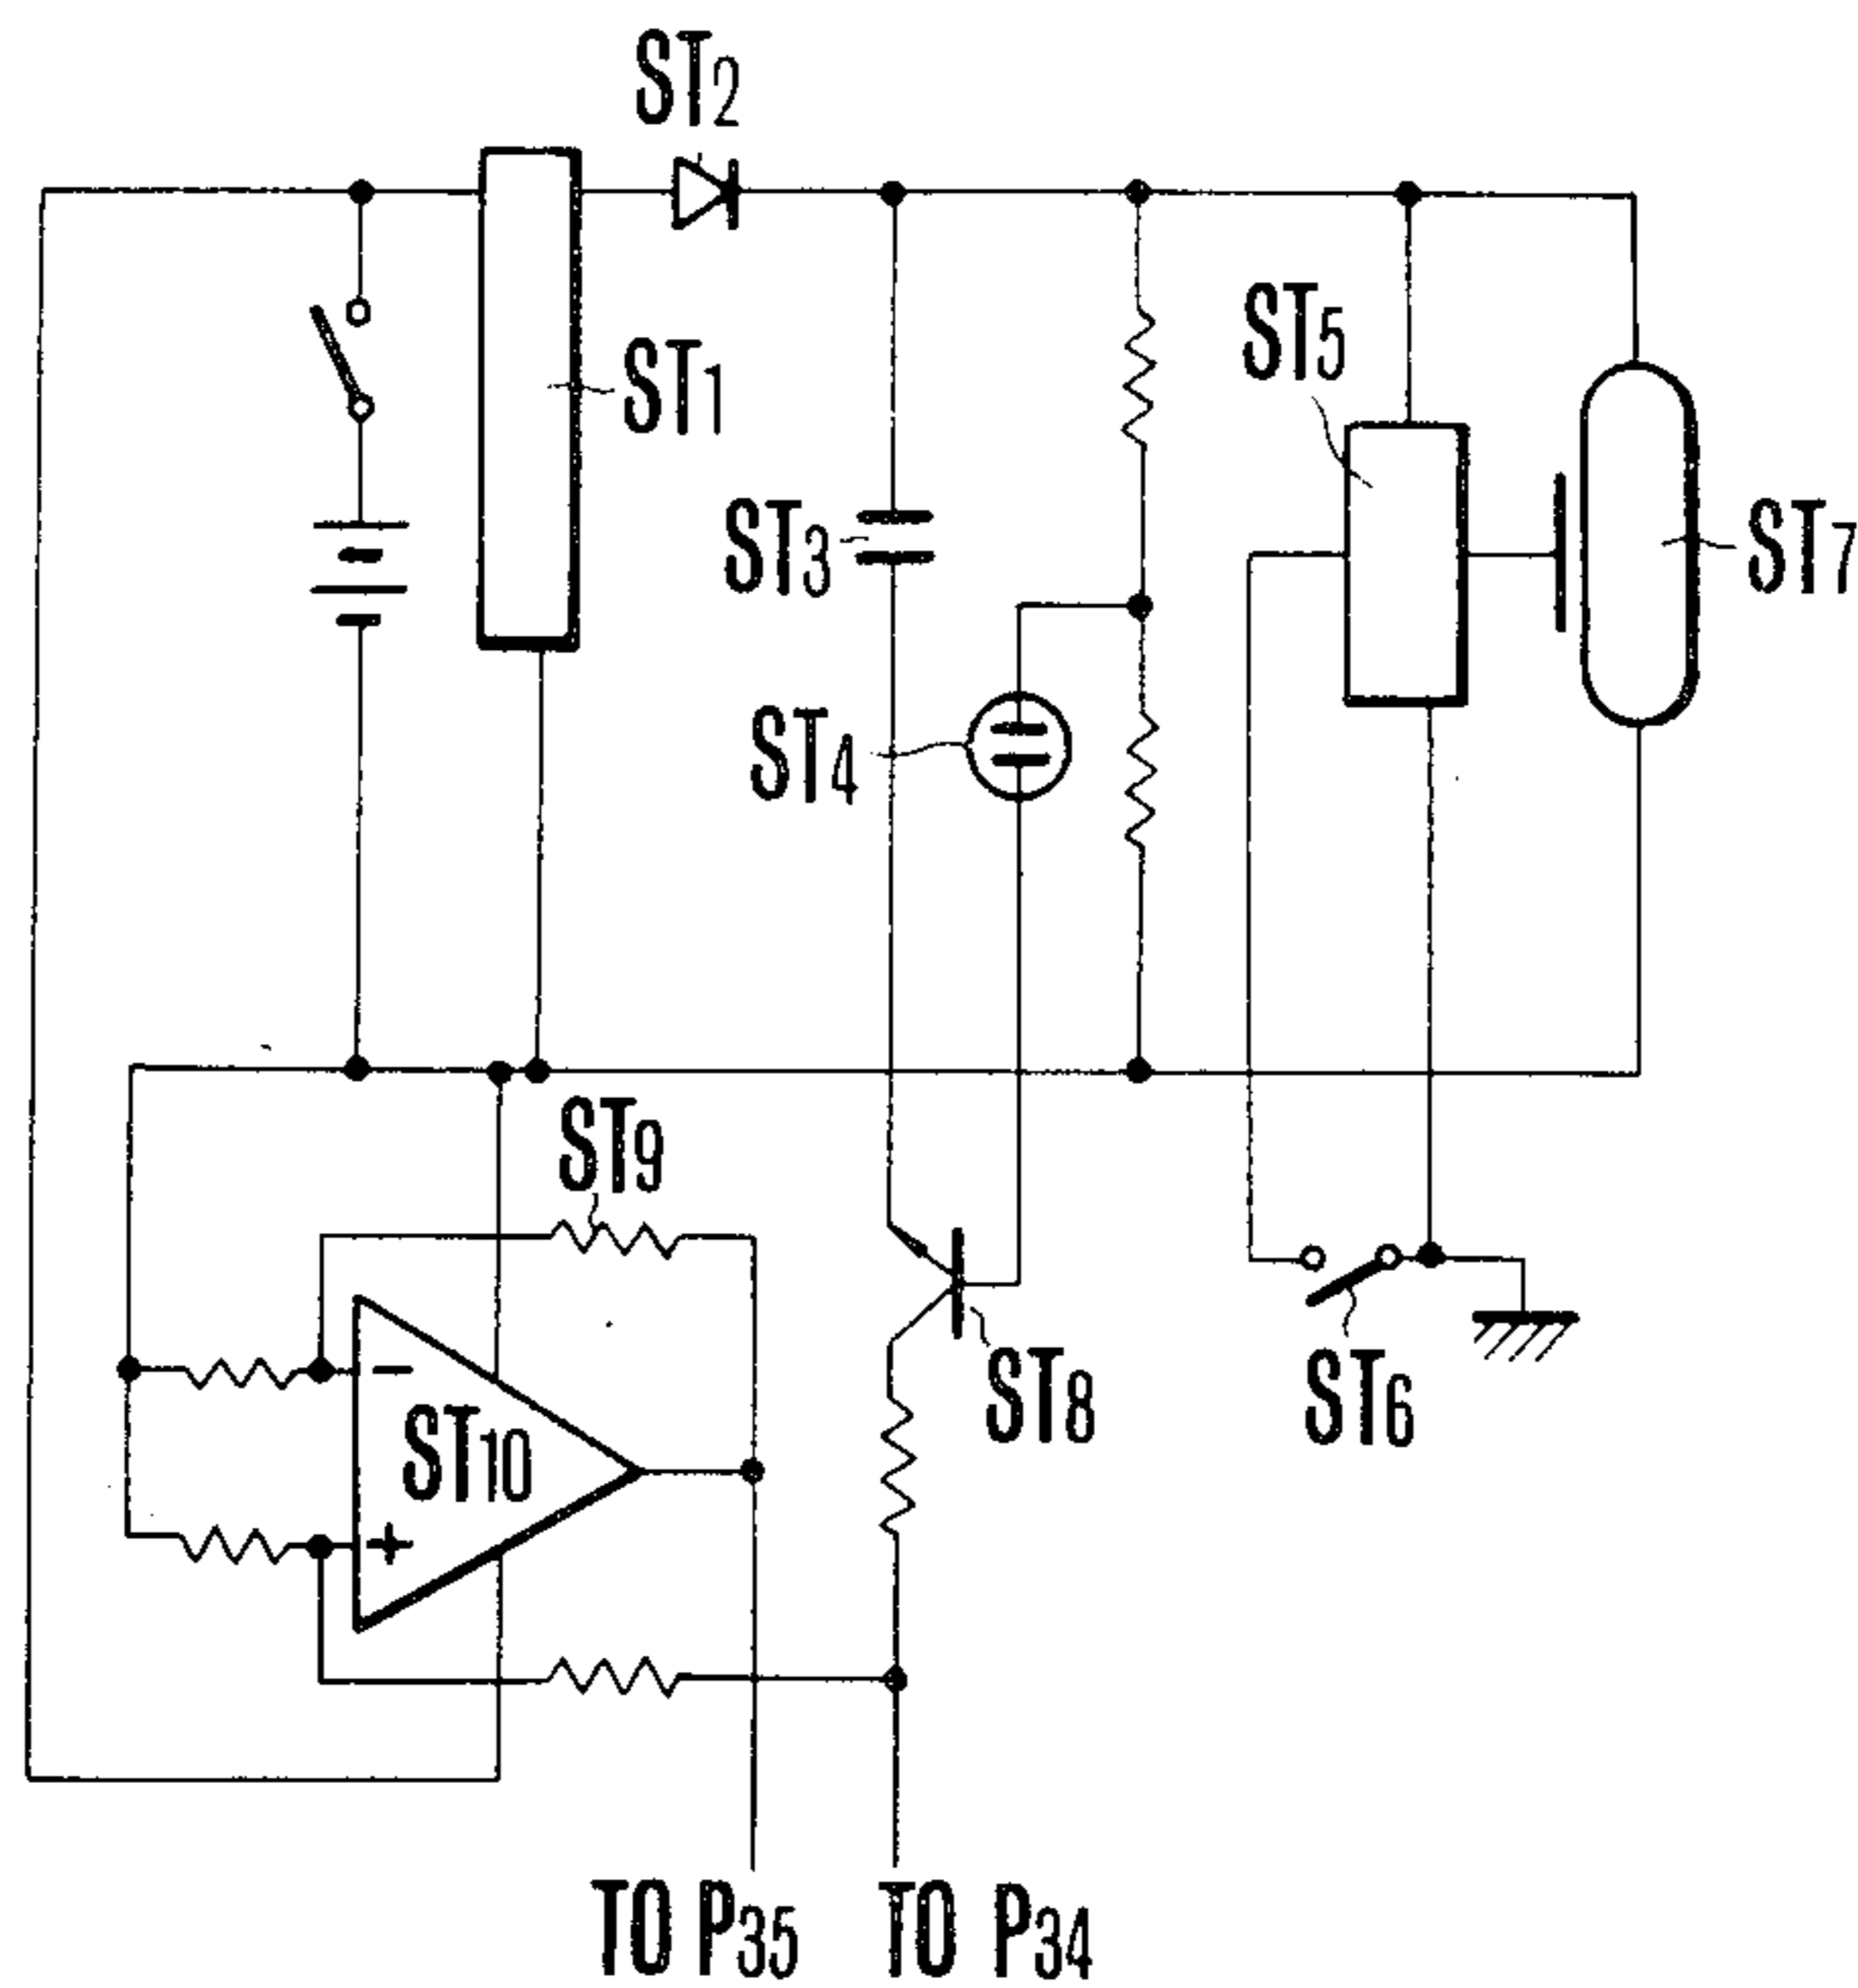 ST2
ST1
ST5
ST3
ST7
ST4
ST9
ST8
ST6
ST10
−
+
TO P35
TO P34